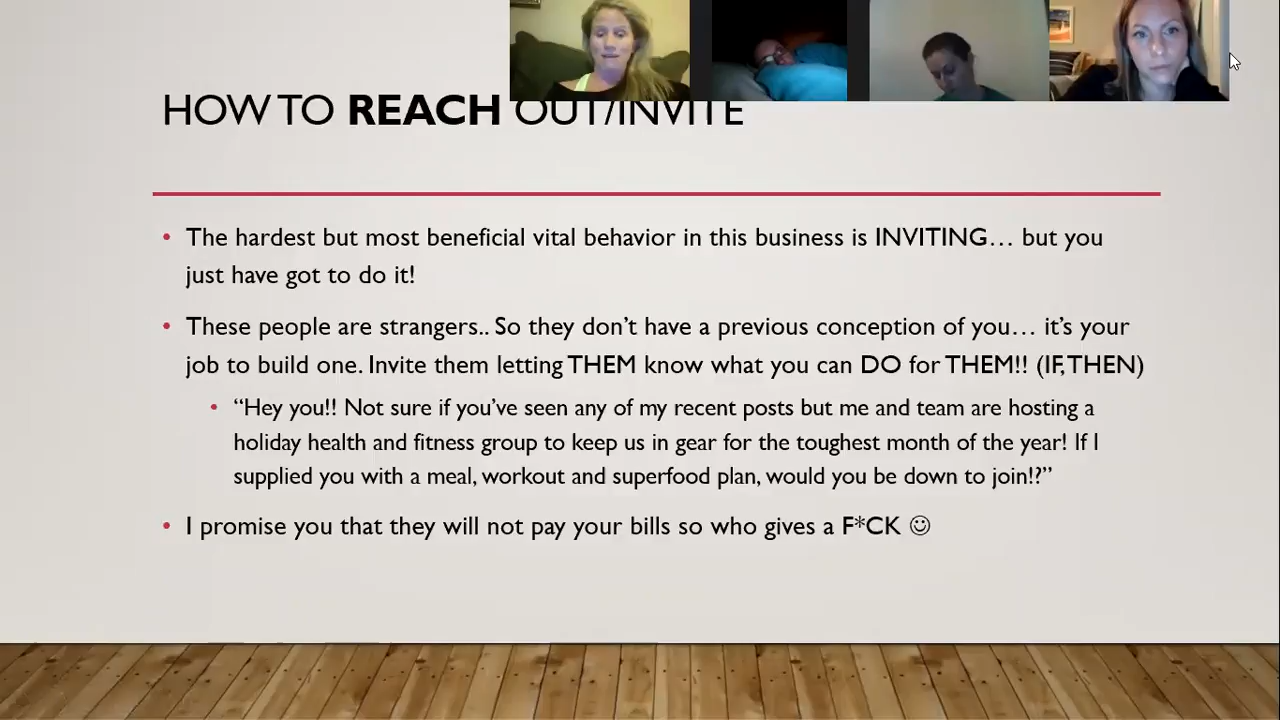 HOW TO REACH OUT/INVITE
The hardest but most beneficial vital behavior in this business is INVITING… but you
just have got to do it!
These people are strangers.. So they don’t have a previous conception of you… it’s your
job to build one. Invite them letting THEM know what you can DO for THEM!! (IF, THEN)
“Hey you!! Not sure if you’ve seen any of my recent posts but me and team are hosting a
holiday health and fitness group to keep us in gear for the toughest month of the year! If I
supplied you with a meal, workout and superfood plan, would you be down to join!?”
I promise you that they will not pay your bills so who gives a F*CK ☺